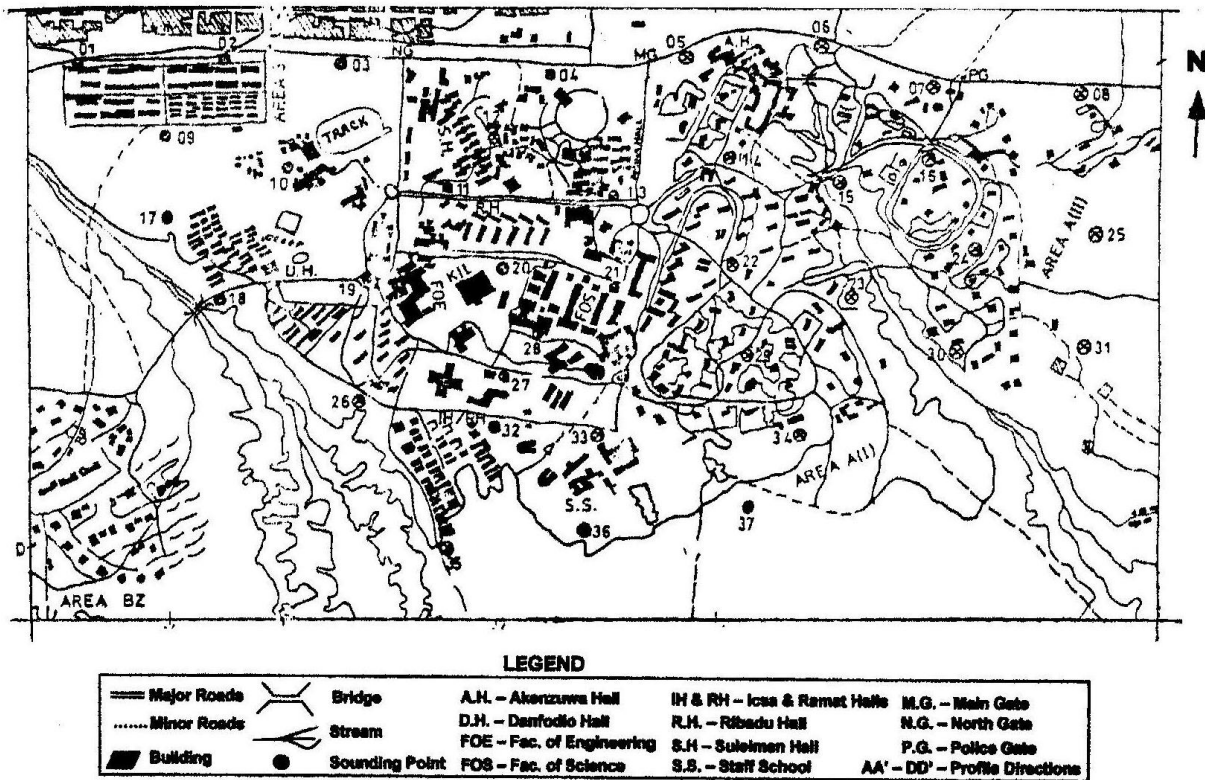 01
02
AREA S
NG
03
04
MG
05
A.H.
06
07
PG
08
N
09
TRACK
S.H.
10
11
R.H.
13
14
15
16
17
18
19
D.H.
FOE
KIL
20
21
22
23
24
25
AREA A(II)
26
27
28
29
30
31
IH/RH
32
33
34
S.S.
35
36
37
AREA A(I)
D
AREA BZ
LEGEND
Major Roads
Bridge
A.H. – Akenzuwa Hall
IH & RH – Icsa & Ramat Halls
M.G. – Main Gate
Minor Roads
Stream
D.H. – Danfodio Hall
R.H. – Ribadu Hall
N.G. – North Gate
FOE – Fac. of Engineering
S.H – Suleiman Hall
P.G. – Police Gate
Building
Sounding Point
FOS – Fac. of Science
S.S. – Staff School
AA' – DD' – Profile Directions